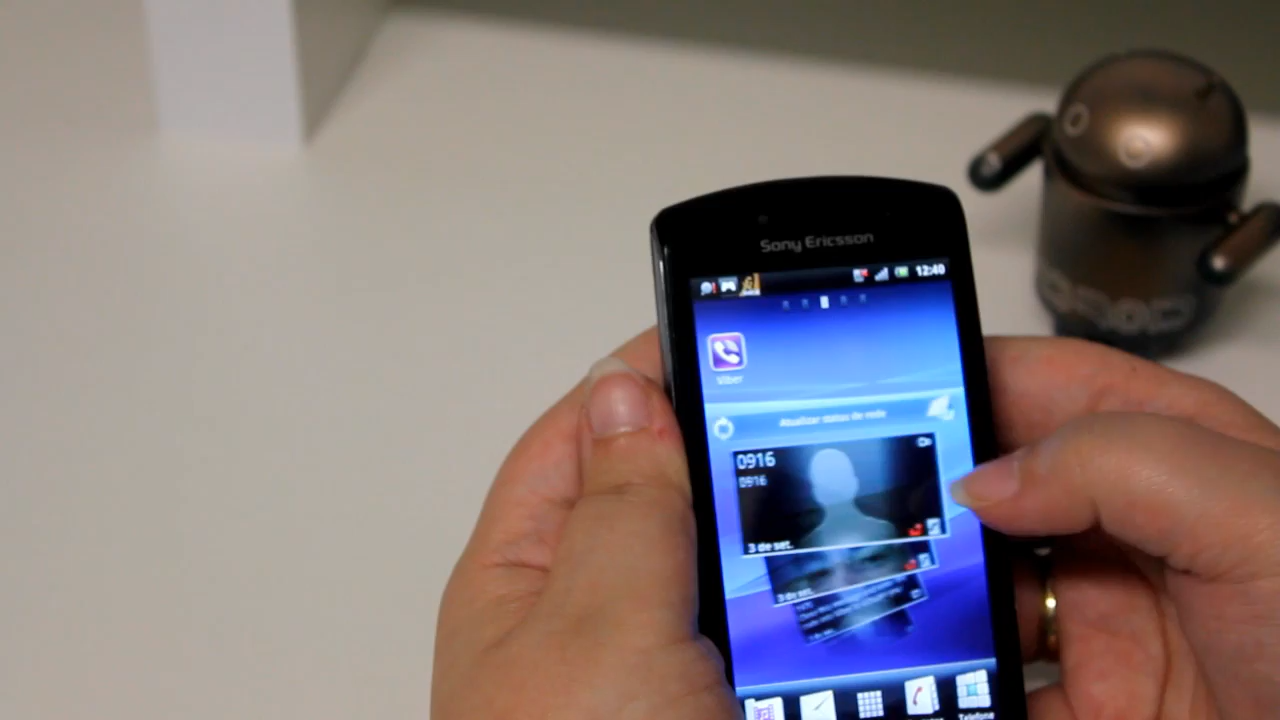 Sony Ericsson
12:40
Viber
Atualizar status de rede
0916
0916
3 de set.
3 de set.
Telefone